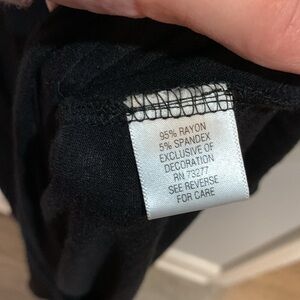 95% RAYON
5% SPANDEX
EXCLUSIVE OF
DECORATION
RN 73277
SEE REVERSE
FOR CARE